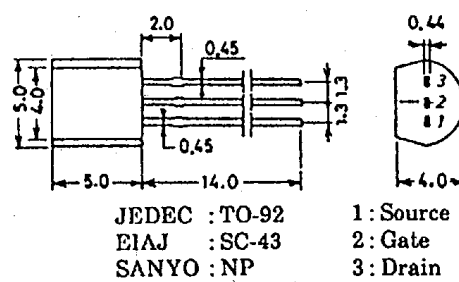 2.0
0.44
0.45
5.0
4.0
1.3
1.3
3
2
1
0.45
5.0
14.0
4.0
JEDEC : TO-92
EIAJ : SC-43
SANYO : NP
1 : Source
2 : Gate
3 : Drain